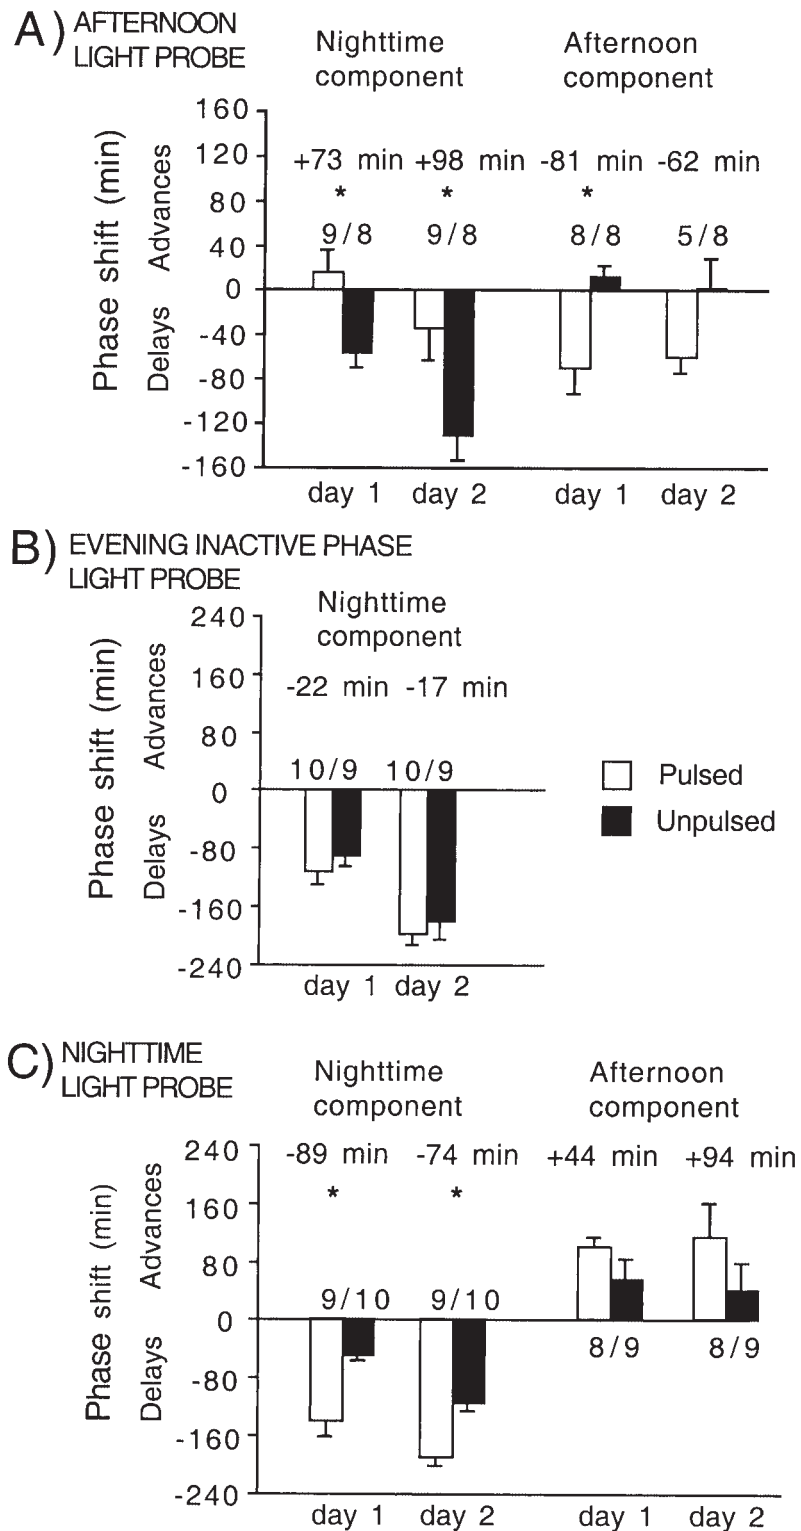 A) AFTERNOON
LIGHT PROBE
Nighttime
component
Afternoon
component
Phase shift (min)
Delays Advances
160
120
80
40
0
-40
-80
-120
-160
+73 min +98 min -81 min -62 min
* * *
9/8 9/8 8/8 5/8
day 1 day 2 day 1 day 2
B) EVENING INACTIVE PHASE
LIGHT PROBE
Nighttime
component
Phase shift (min)
Delays Advances
240
160
80
0
-80
-160
-240
-22 min -17 min
10/9 10/9
day 1 day 2
Pulsed
Unpulsed
C) NIGHTTIME
LIGHT PROBE
Nighttime
component
Afternoon
component
Phase shift (min)
Delays Advances
240
160
80
0
-80
-160
-240
-89 min -74 min +44 min +94 min
* *
9/10 9/10
8/9 8/9
day 1 day 2 day 1 day 2